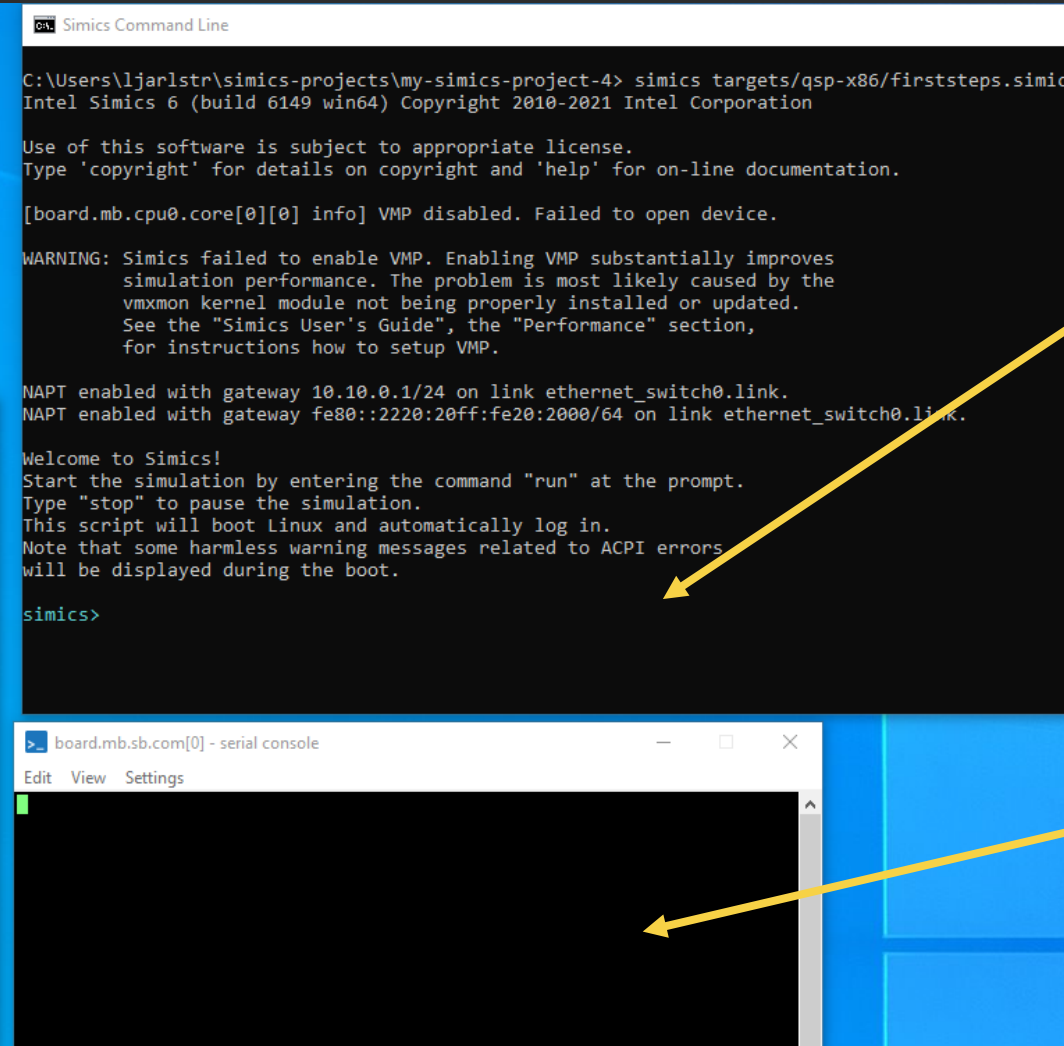 Simics Command Line
C:\Users\ljarlstr\simics-projects\my-simics-project-4> simics targets/qsp-x86/firststeps.simic
Intel Simics 6 (build 6149 win64) Copyright 2010-2021 Intel Corporation
Use of this software is subject to appropriate license.
Type 'copyright' for details on copyright and 'help' for on-line documentation.
[board.mb.cpu0.core[0][0] info] VMP disabled. Failed to open device.
WARNING: Simics failed to enable VMP. Enabling VMP substantially improves
simulation performance. The problem is most likely caused by the
vmxmon kernel module not being properly installed or updated.
See the "Simics User's Guide", the "Performance" section,
for instructions how to setup VMP.
NAPT enabled with gateway 10.10.0.1/24 on link ethernet_switch0.link.
NAPT enabled with gateway fe80::2220:20ff:fe20:2000/64 on link ethernet_switch0.link.
Welcome to Simics!
Start the simulation by entering the command "run" at the prompt.
Type "stop" to pause the simulation.
This script will boot Linux and automatically log in.
Note that some harmless warning messages related to ACPI errors
will be displayed during the boot.
simics>
board.mb.sb.com[0] - serial console
Edit View Settings